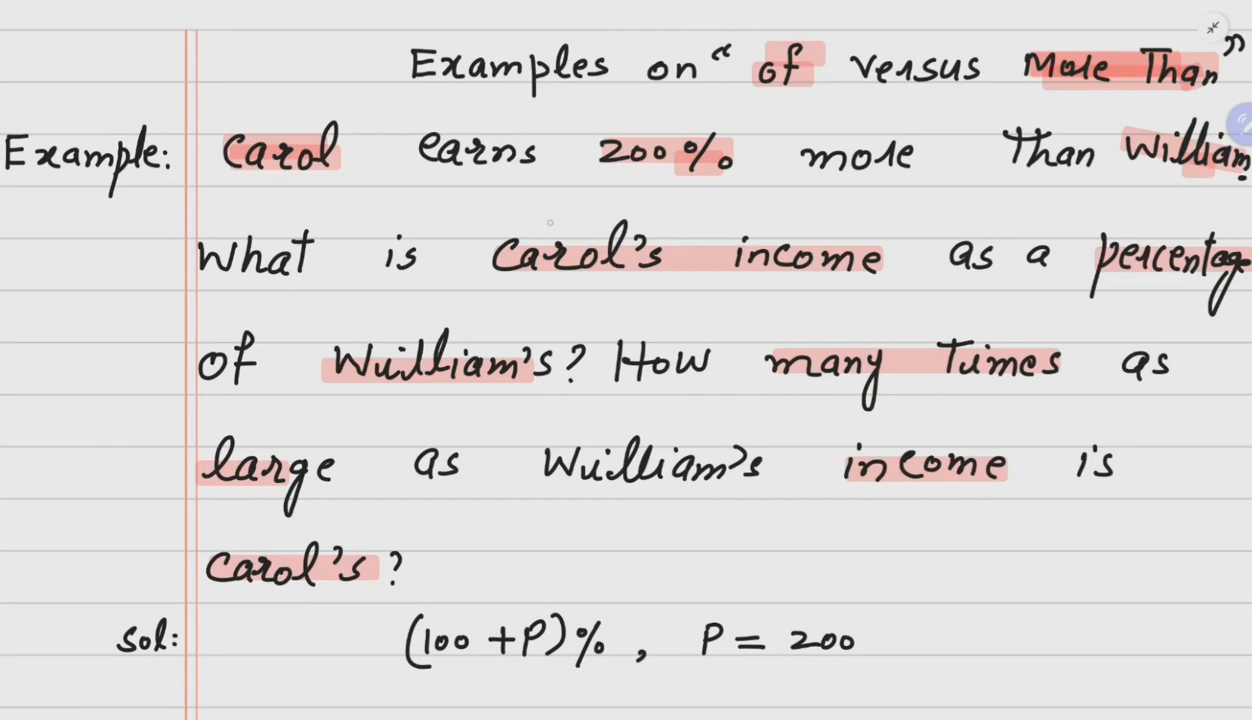 Examples on “of versus More Than”
Example: Carol earns 200% more Than William.
What is Carol's income as a percentage
of William's? How many Times as
large as William's income is
Carol's?
Sol: (100 + P)%, P = 200